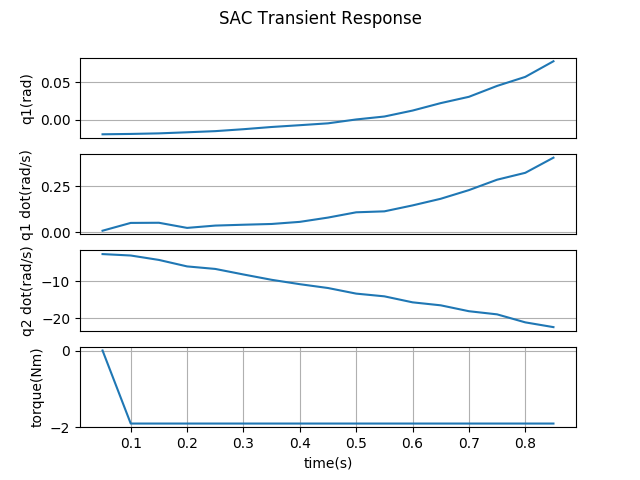 SAC Transient Response
q1(rad)
0.05
0.00
q1 dot(rad/s)
0.25
0.00
q2 dot(rad/s)
−10
−20
torque(Nm)
0
−2
0.1 0.2 0.3 0.4 0.5 0.6 0.7 0.8
time(s)